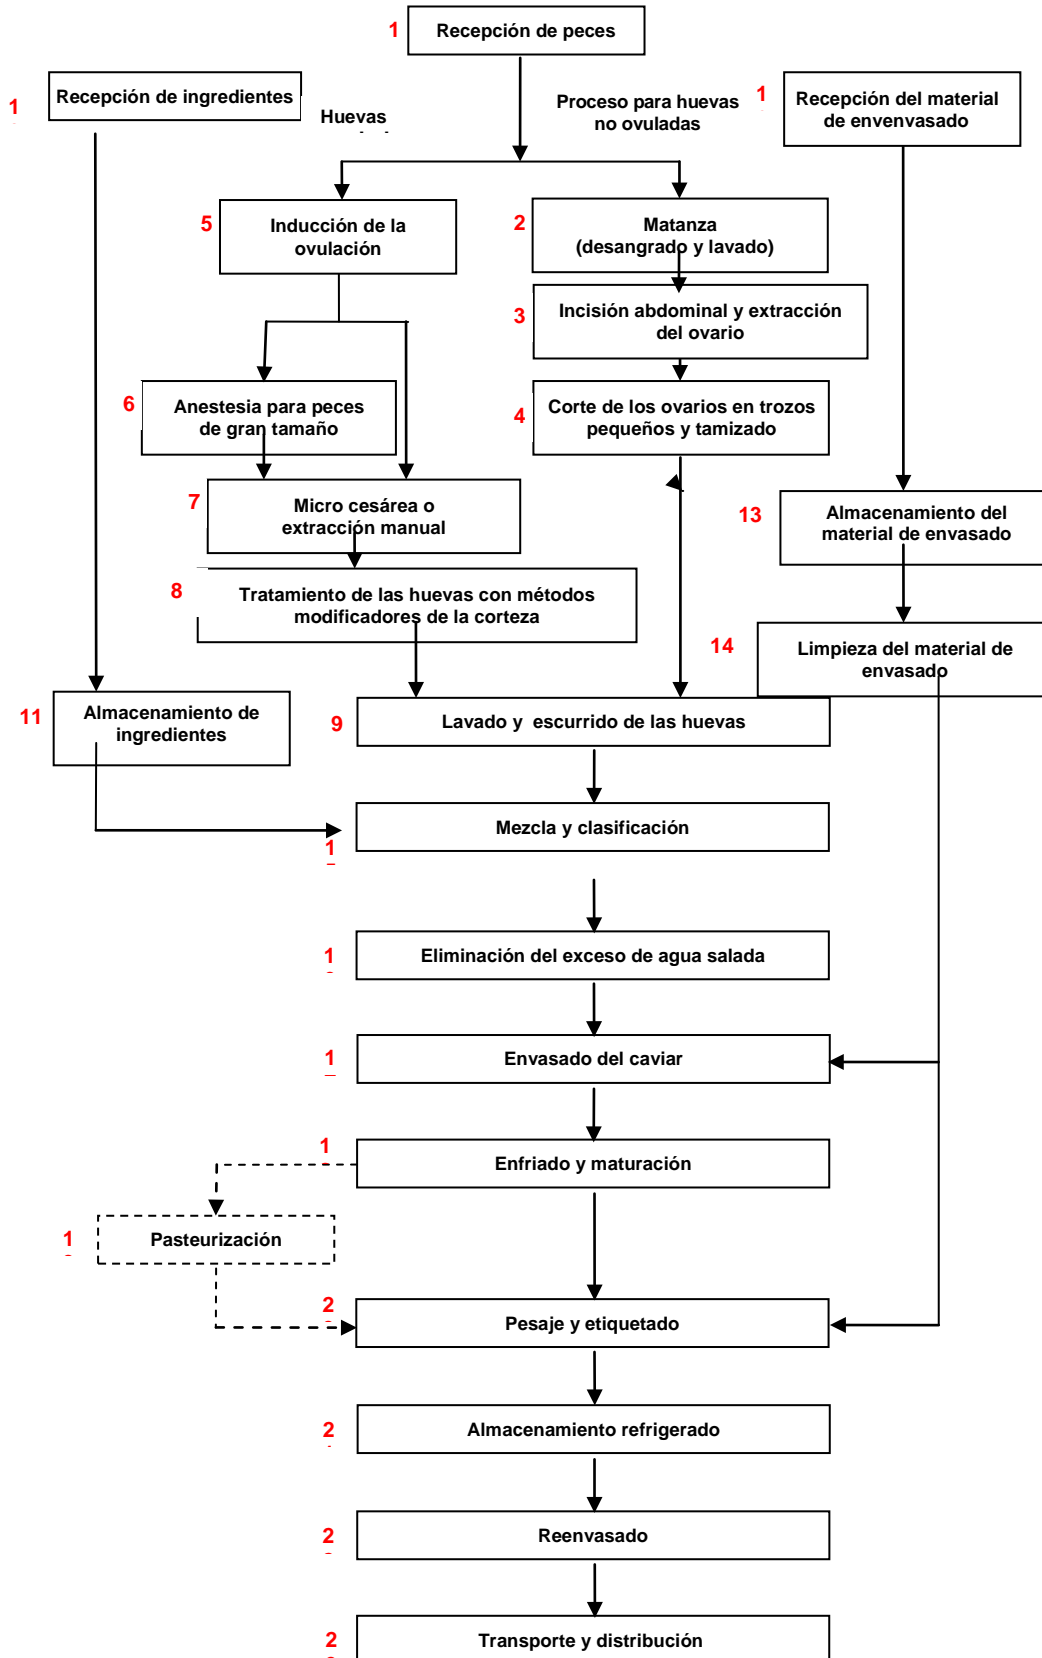 1
Recepción de peces
1
Recepción de ingredientes
Huevas
Proceso para huevas
no ovuladas
1
Recepción del material
de envenvasado
5
Inducción de la
ovulación
2
Matanza
(desangrado y lavado)
3
Incisión abdominal y extracción
del ovario
6
Anestesia para peces
de gran tamaño
4
Corte de los ovarios en trozos
pequeños y tamizado
7
Micro cesárea o
extracción manual
13
Almacenamiento del
material de envasado
8
Tratamiento de las huevas con métodos
modificadores de la corteza
14
Limpieza del material de
envasado
11
Almacenamiento de
ingredientes
9
Lavado y escurrido de las huevas
Mezcla y clasificación
1
Eliminación del exceso de agua salada
1
Envasado del caviar
1
Enfriado y maturación
1
Pasteurización
1
Pesaje y etiquetado
2
Almacenamiento refrigerado
2
Reenvasado
2
Transporte y distribución
2